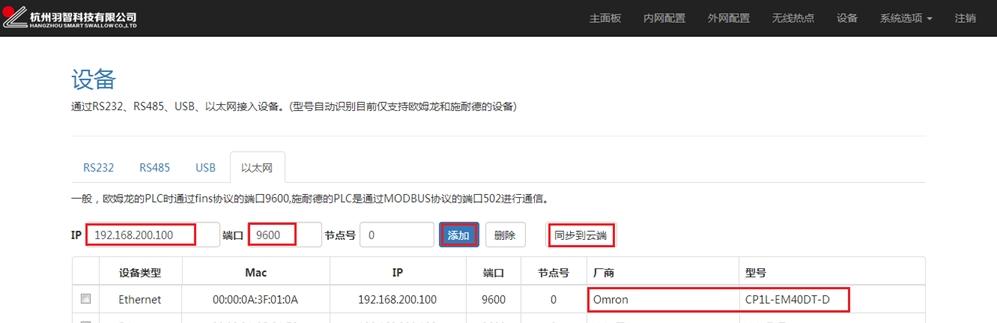 杭州羽智科技有限公司
HANGZHOU SMART SWALLOW CO.,LTD
主面板 内网配置 外网配置 无线热点 设备 系统选项 注销
设备
通过RS232、RS485、USB、以太网接入设备。(型号自动识别目前仅支持欧姆龙和施耐德的设备)
RS232 RS485 USB 以太网
一般，欧姆龙的PLC时通过fins协议的端口9600,施耐德的PLC是通过MODBUS协议的端口502进行通信。
IP 192.168.200.100 端口 9600 节点号 0 添加 删除 同步到云端
设备类型 Mac IP 端口 节点号 厂商 型号
Ethernet 00:00:0A:3F:01:0A 192.168.200.100 9600 0 Omron CP1L-EM40DT-D